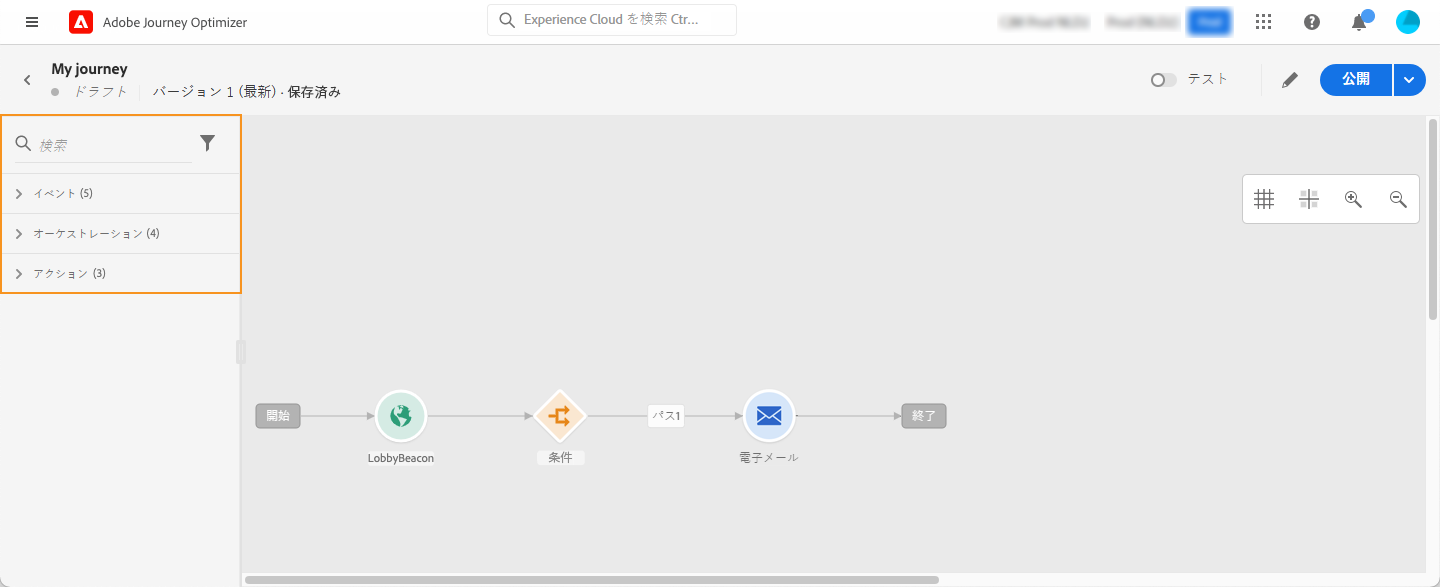 Adobe Journey Optimizer
Experience Cloud を検索 Ctr...
My journey
ドラフト バージョン 1 (最新) · 保存済み
テスト
公開
検索
イベント (5)
オーケストレーション (4)
アクション (3)
開始
パス1
終了
LobbyBeacon
条件
電子メール